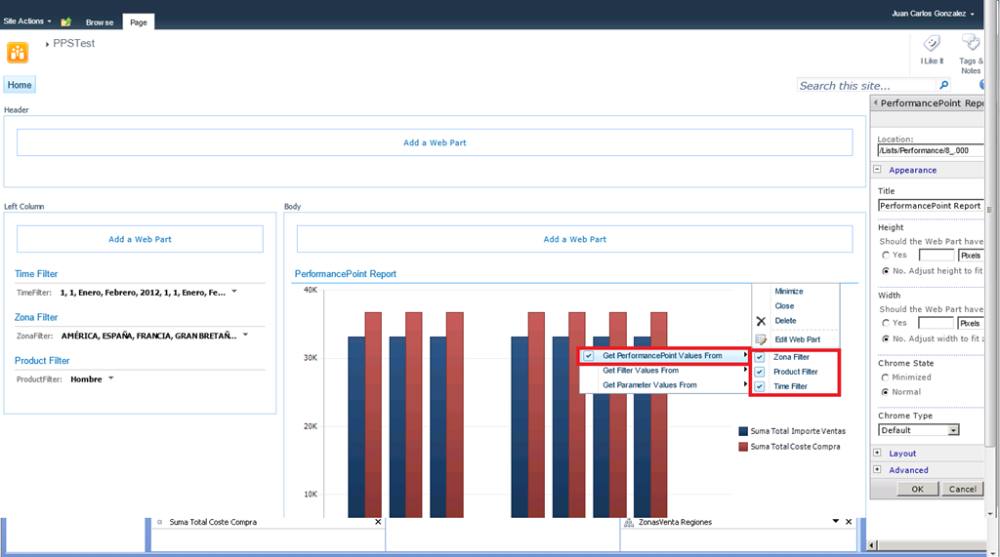 Juan Carlos Gonzalez
Site Actions
Browse
Page
PPSTest
I Like It
Tags &
Notes
Home
Search this site...
Header
Add a Web Part
Left Column
Add a Web Part
Time Filter
TimeFilter: 1, 1, Enero, Febrero, 2012, 1, 1, Enero, Fe...
Zona Filter
ZonaFilter: AMÉRICA, ESPAÑA, FRANCIA, GRAN BRETAÑ...
Product Filter
ProductFilter: Hombre
Body
Add a Web Part
PerformancePoint Report
40K
30K
20K
10K
Minimize
Close
Delete
Edit Web Part
Get PerformancePoint Values From
Get Filter Values From
Get Parameter Values From
Zona Filter
Product Filter
Time Filter
Suma Total Importe Ventas
Suma Total Coste Compra
Suma Total Coste Compra
ZonasVenta Regiones
PerformancePoint Repo
Location:
/Lists/Performance/8_.000
Appearance
Title
PerformancePoint Report
Height
Should the Web Part have
Yes
Pixels
No. Adjust height to fit
Width
Should the Web Part have
Yes
Pixels
No. Adjust width to fit z
Chrome State
Minimized
Normal
Chrome Type
Default
Layout
Advanced
OK
Cancel